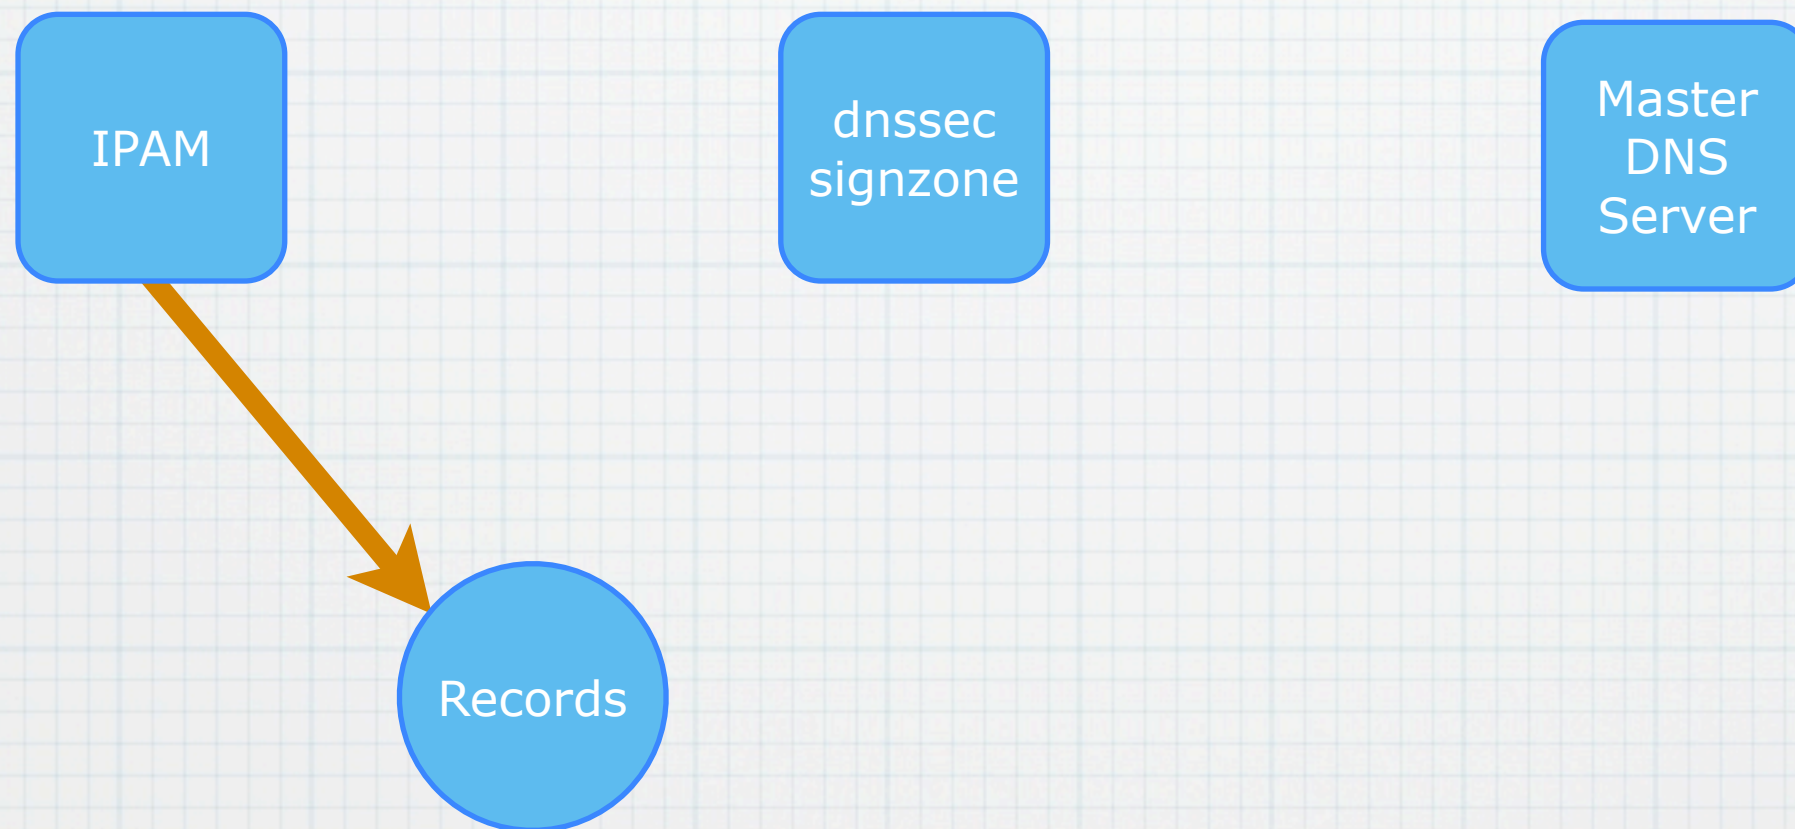 IPAM
dnssec
signzone
Master
DNS
Server
Records